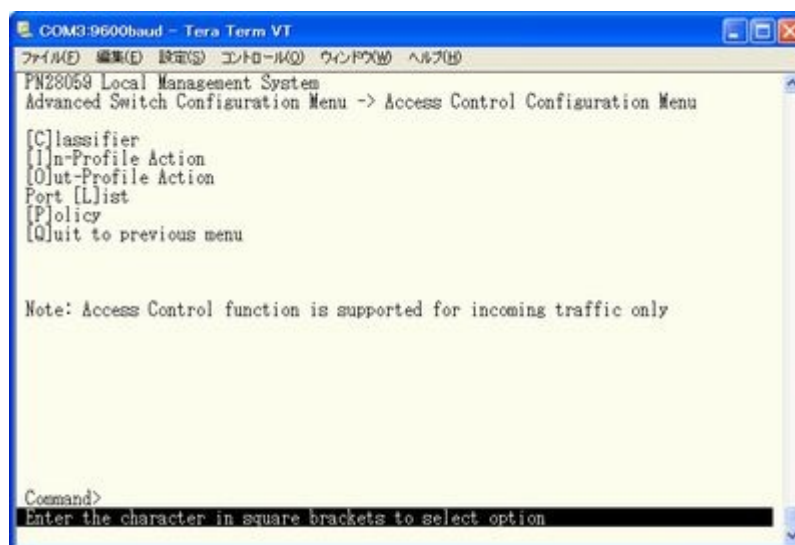 COM3:9600baud - Tera Term VT
ファイル(F) 編集(E) 設定(S) コントロール(O) ウィンドウ(W) ヘルプ(H)
PN28059 Local Management System
Advanced Switch Configuration Menu -> Access Control Configuration Menu
[C]lassifier
[I]n-Profile Action
[O]ut-Profile Action
Port [L]ist
[P]olicy
[Q]uit to previous menu
Note: Access Control function is supported for incoming traffic only
Command>
Enter the character in square brackets to select option